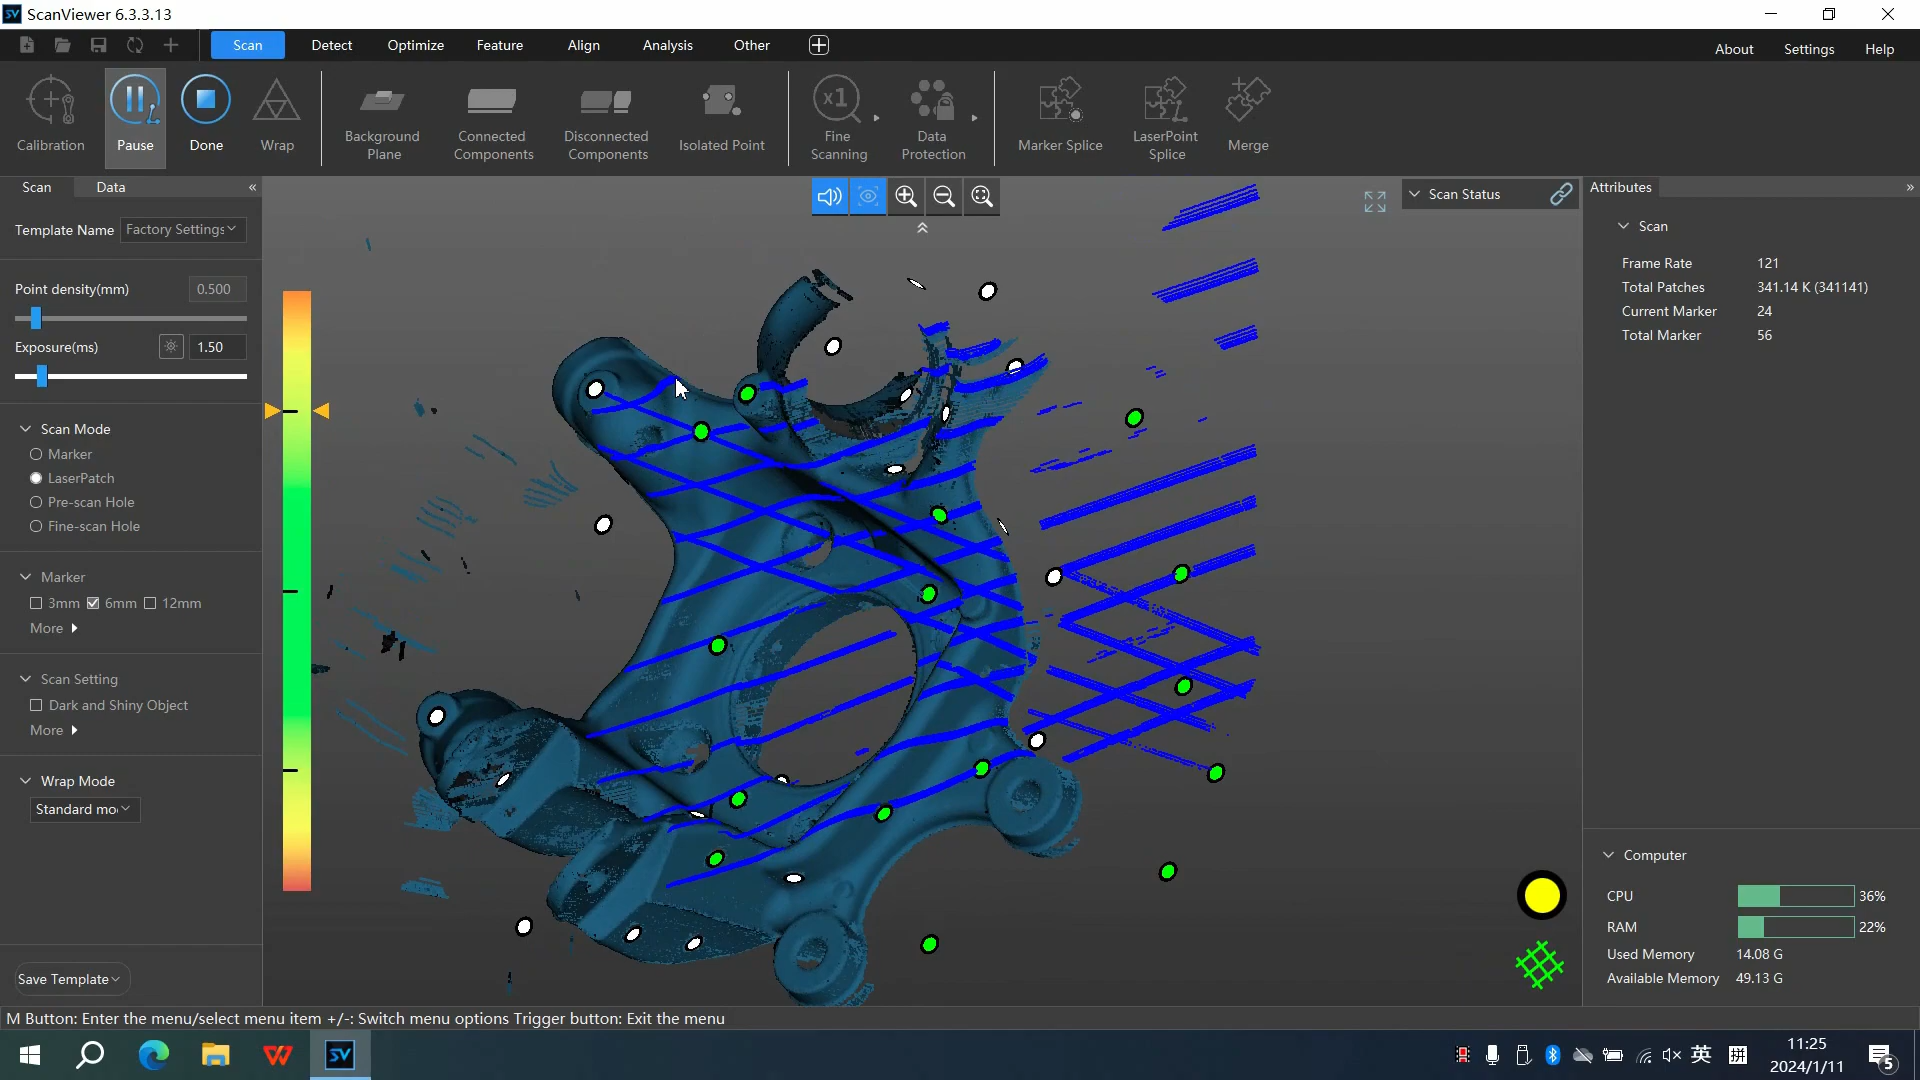 ScanViewer 6.3.3.13
Scan Detect Optimize Feature Align Analysis Other
About Settings Help
Calibration
Pause
Done
Wrap
Background
Plane
Connected
Components
Disconnected
Components
Isolated Point
x1
Fine
Scanning
Data
Protection
Marker Splice
LaserPoint
Splice
Merge
Scan Data
Template Name Factory Settings
Point density(mm) 0.500
Exposure(ms) 1.50
Scan Mode
Marker
LaserPatch
Pre-scan Hole
Fine-scan Hole
Marker
3mm 6mm 12mm
More
Scan Setting
Dark and Shiny Object
More
Wrap Mode
Standard mo
Save Template
Scan Status
Attributes
Scan
Frame Rate 121
Total Patches 341.14 K (341141)
Current Marker 24
Total Marker 56
Computer
CPU 36%
RAM 22%
Used Memory 14.08 G
Available Memory 49.13 G
M Button: Enter the menu/select menu item +/-: Switch menu options Trigger button: Exit the menu
SV
英
拼
11:25
2024/1/11
5